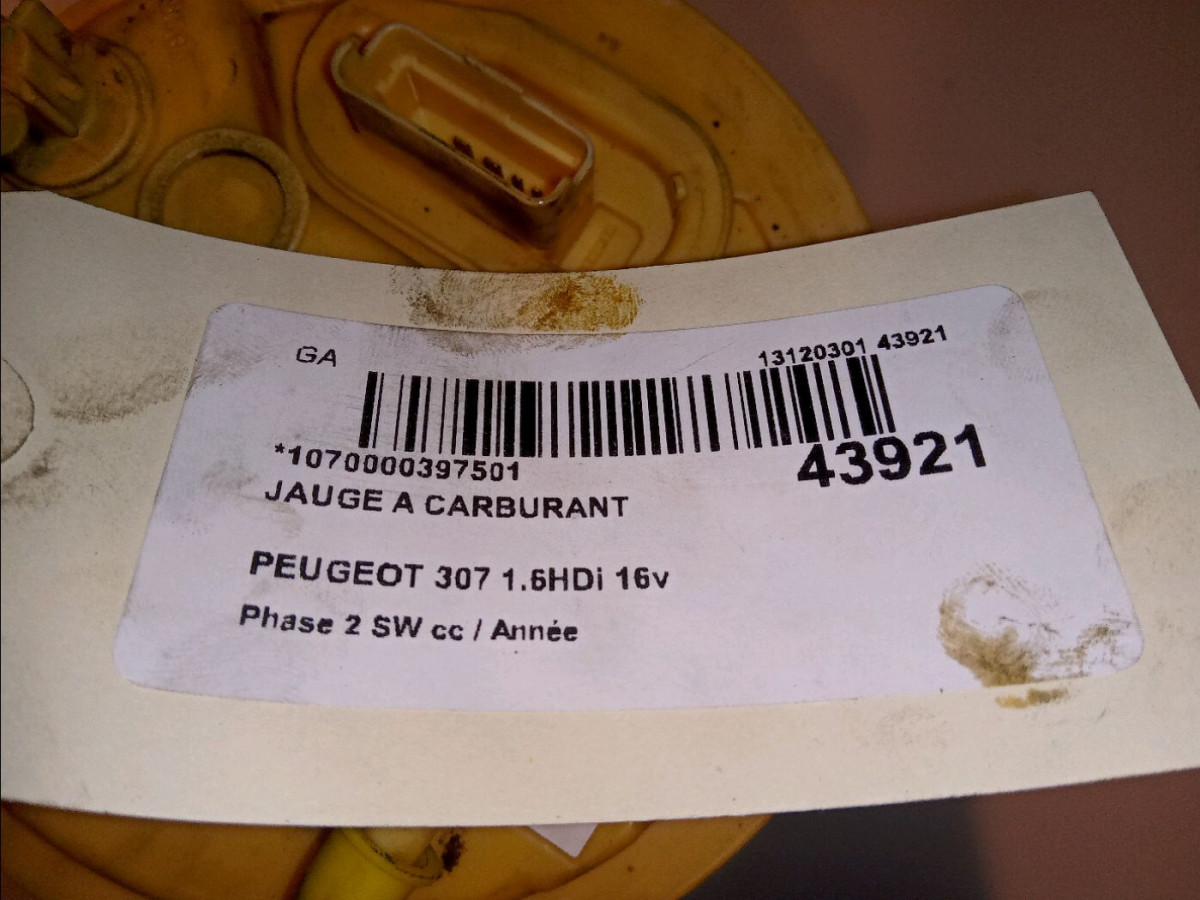 GA
13120301 43921
*1070000397501
43921
JAUGE A CARBURANT
PEUGEOT 307 1.6HDi 16v
Phase 2 SW cc / Année